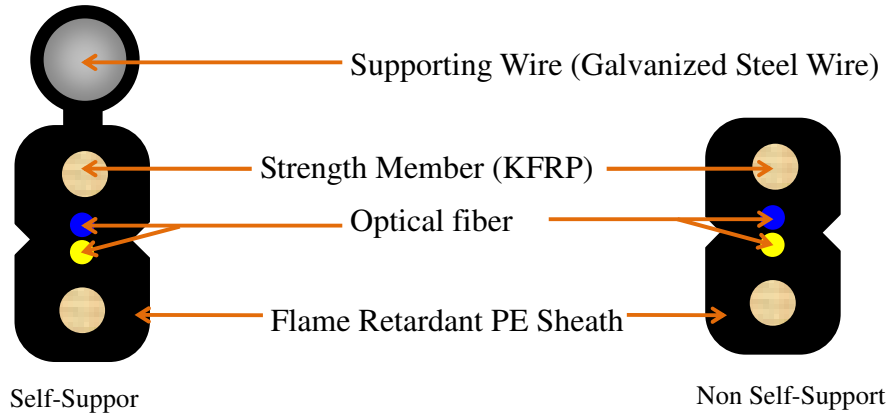 Supporting Wire (Galvanized Steel Wire)
Strength Member (KFRP)
Optical fiber
Flame Retardant PE Sheath
Self-Suppor
Non Self-Support